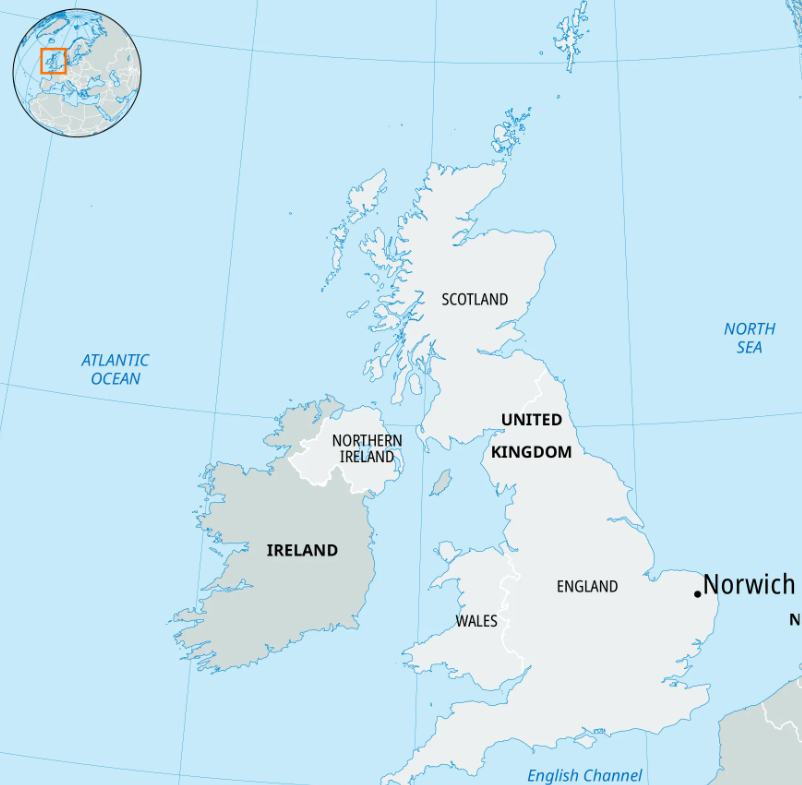 SCOTLAND
NORTH
SEA
ATLANTIC
OCEAN
UNITED
KINGDOM
NORTHERN
IRELAND
IRELAND
ENGLAND
Norwich
WALES
N
English Channel